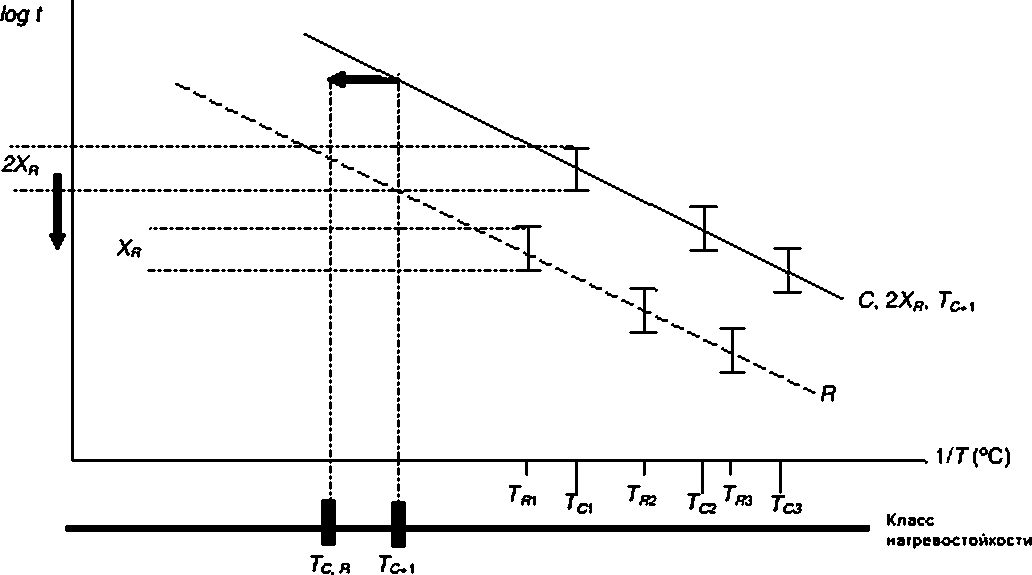 log t
2X_R
X_R
C, 2X_R, T_C+1
R
1/T (°C)
T_R1 T_C1 T_R2 T_C2 T_R3 T_C3
Класс
нагревостойкости
T_C, R T_C+1